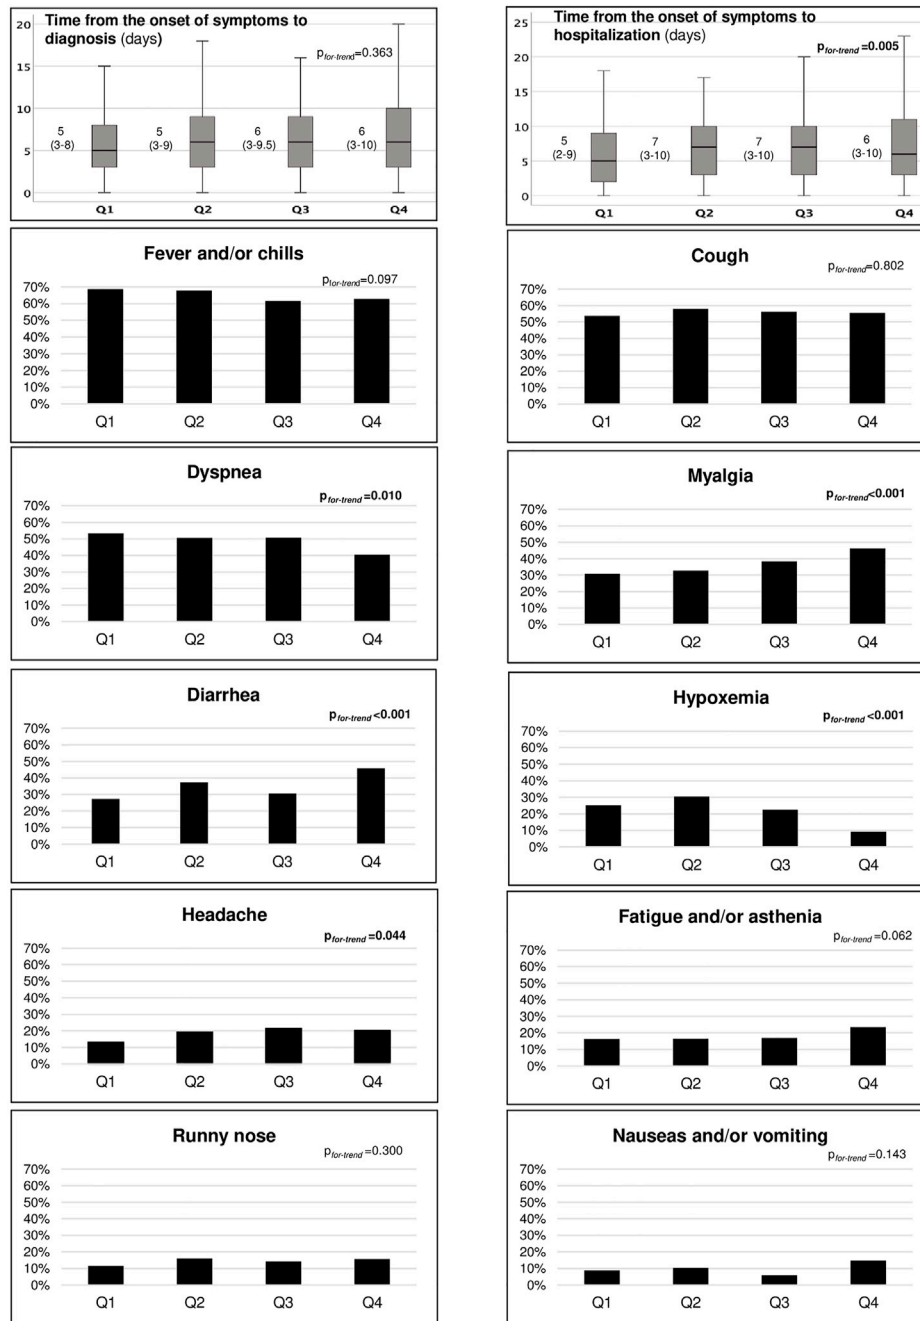 Time from the onset of symptoms to
diagnosis (days)
p for-trend=0.363
20
15
10
5
0
5
(3-8)
5
(3-9)
6
(3-9.5)
6
(3-10)
Q1 Q2 Q3 Q4
Time from the onset of symptoms to
hospitalization (days)
p for-trend=0.005
25
20
15
10
5
0
5
(2-9)
7
(3-10)
7
(3-10)
6
(3-10)
Q1 Q2 Q3 Q4
Fever and/or chills
p for-trend=0.097
70%
60%
50%
40%
30%
20%
10%
0%
Q1 Q2 Q3 Q4
Cough
p for-trend=0.802
70%
60%
50%
40%
30%
20%
10%
0%
Q1 Q2 Q3 Q4
Dyspnea
p for-trend=0.010
70%
60%
50%
40%
30%
20%
10%
0%
Q1 Q2 Q3 Q4
Myalgia
p for-trend<0.001
70%
60%
50%
40%
30%
20%
10%
0%
Q1 Q2 Q3 Q4
Diarrhea
p for-trend<0.001
70%
60%
50%
40%
30%
20%
10%
0%
Q1 Q2 Q3 Q4
Hypoxemia
p for-trend<0.001
70%
60%
50%
40%
30%
20%
10%
0%
Q1 Q2 Q3 Q4
Headache
p for-trend=0.044
70%
60%
50%
40%
30%
20%
10%
0%
Q1 Q2 Q3 Q4
Fatigue and/or asthenia
p for-trend=0.062
70%
60%
50%
40%
30%
20%
10%
0%
Q1 Q2 Q3 Q4
Runny nose
p for-trend=0.300
70%
60%
50%
40%
30%
20%
10%
0%
Q1 Q2 Q3 Q4
Nauseas and/or vomiting
p for-trend=0.143
70%
60%
50%
40%
30%
20%
10%
0%
Q1 Q2 Q3 Q4